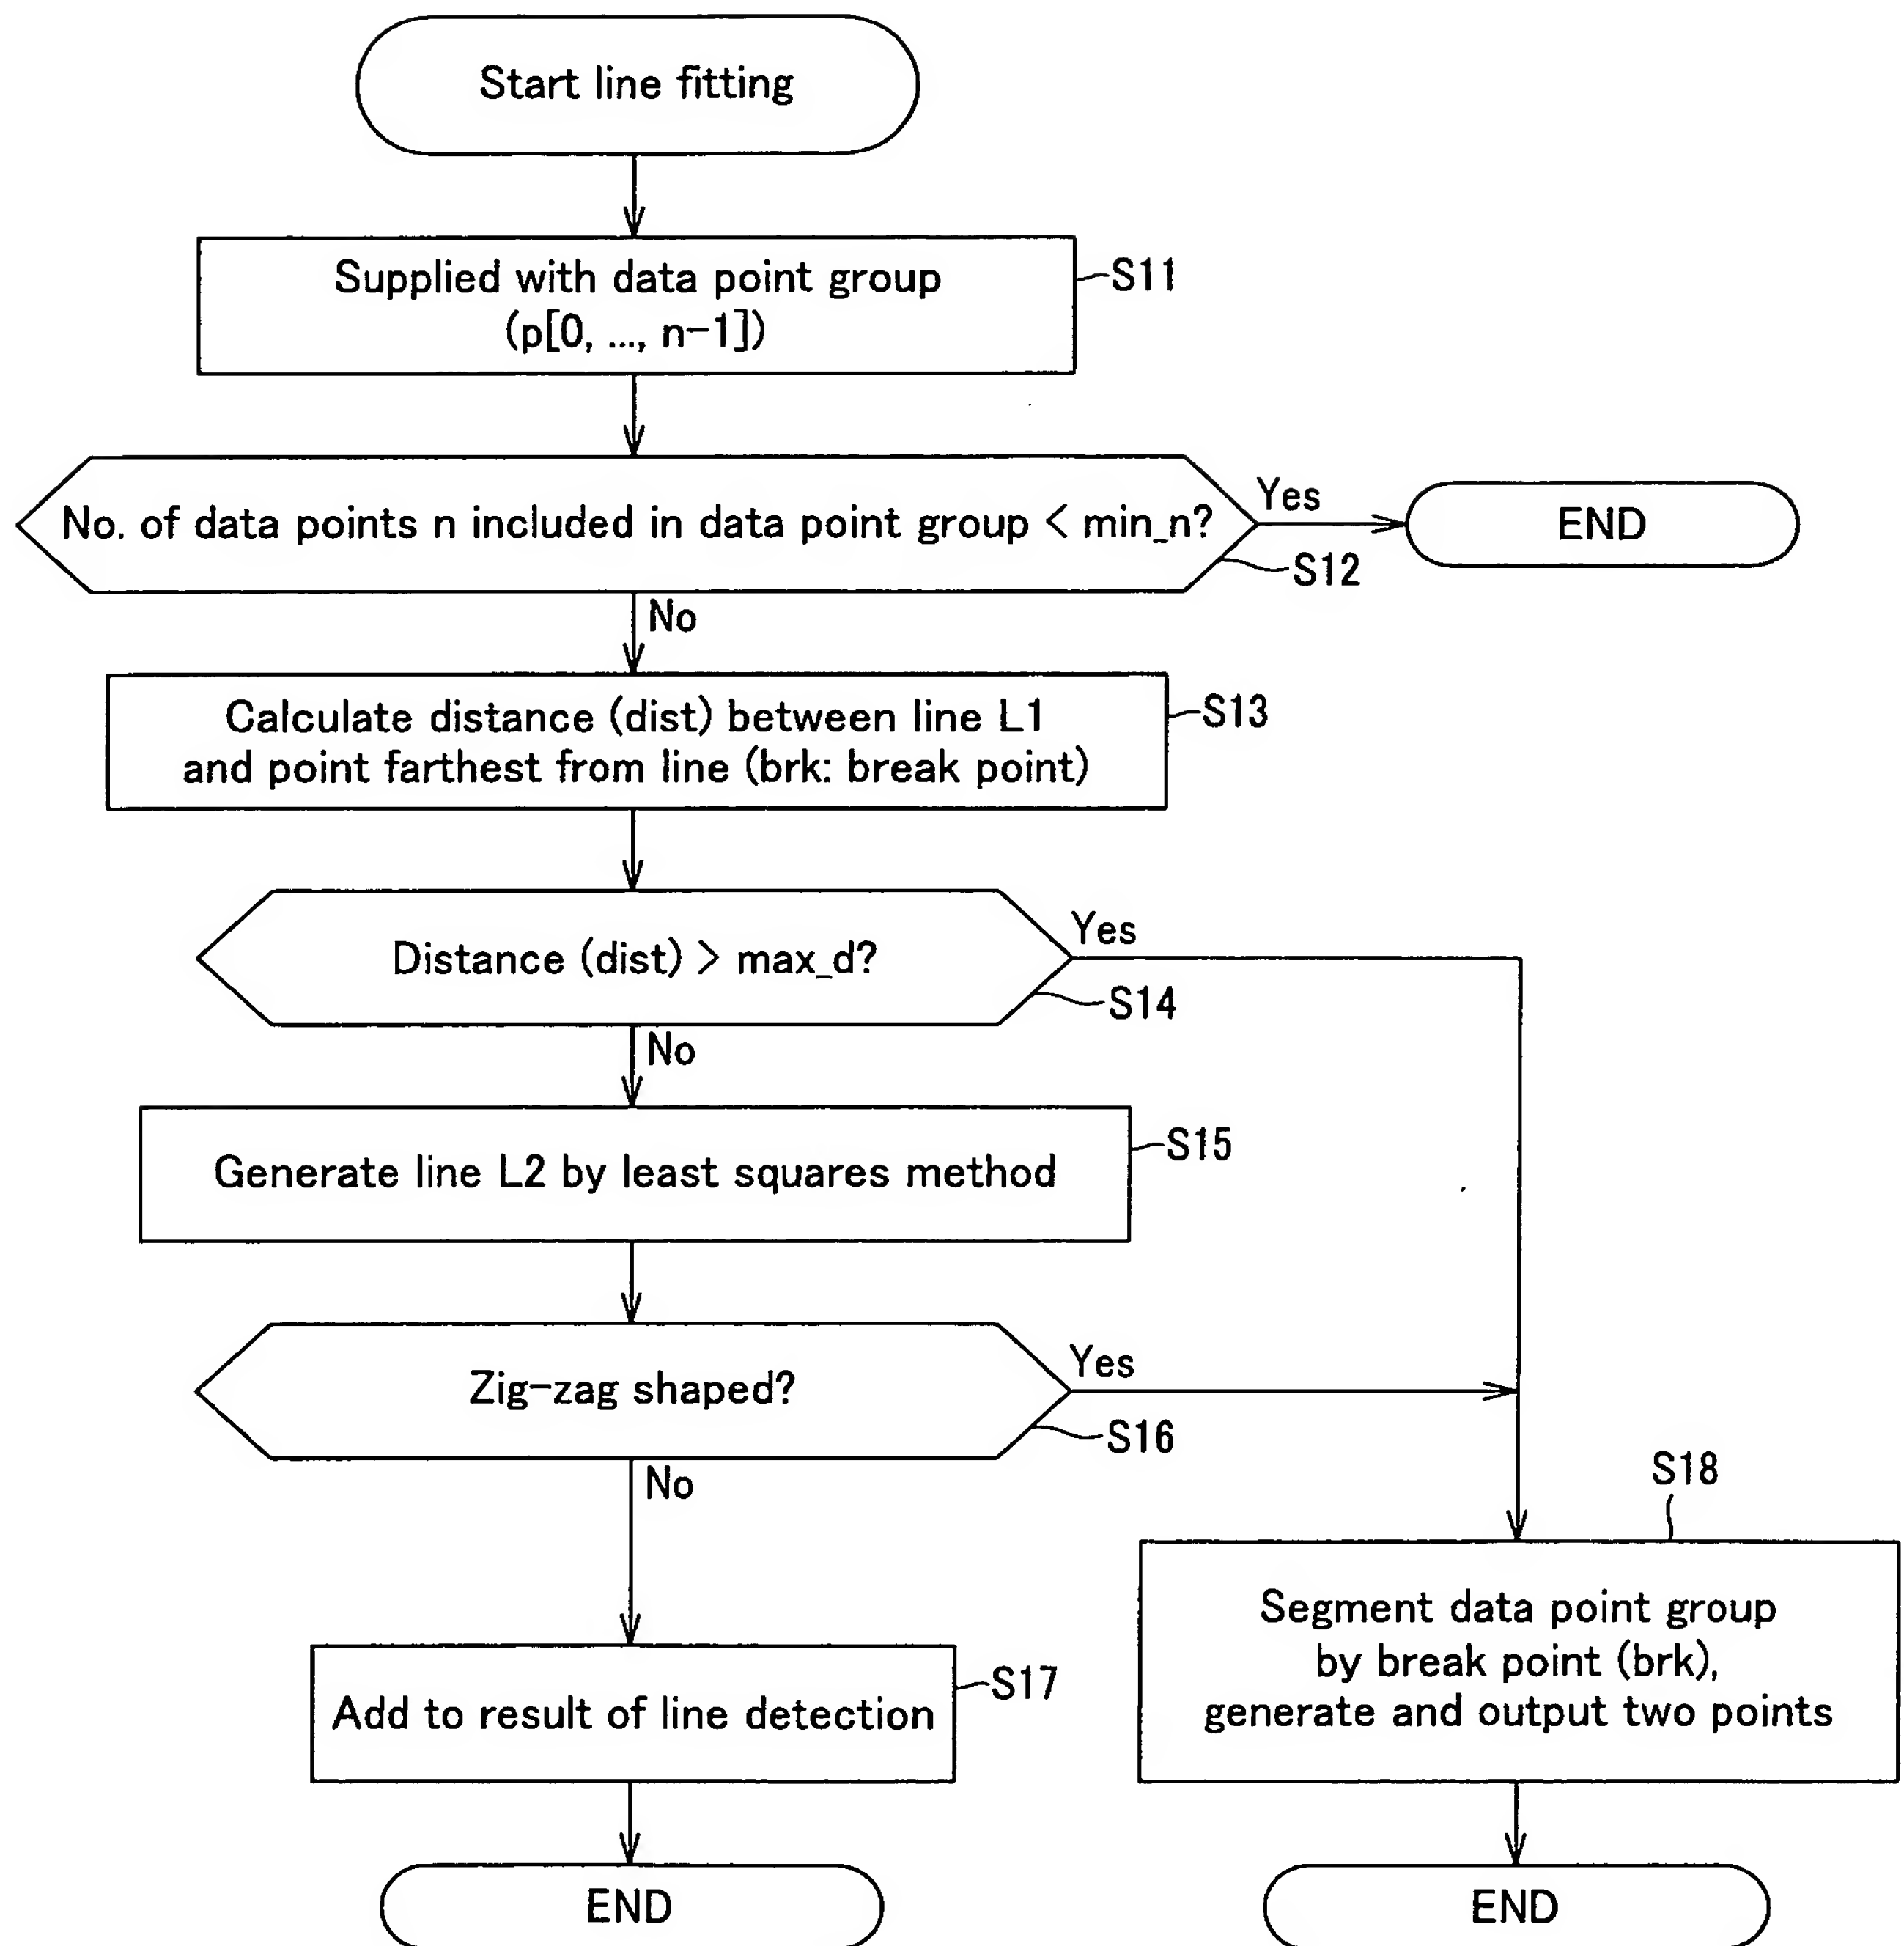 Start line fitting
Supplied with data point group
(p[0, ..., n-1])
S11
No. of data points n included in data point group < min_n?
Yes
END
S12
No
Calculate distance (dist) between line L1
and point farthest from line (brk: break point)
S13
Distance (dist) > max_d?
Yes
S14
No
Generate line L2 by least squares method
S15
Zig-zag shaped?
Yes
S16
No
S18
Segment data point group
by break point (brk),
generate and output two points
S17
Add to result of line detection
END
END